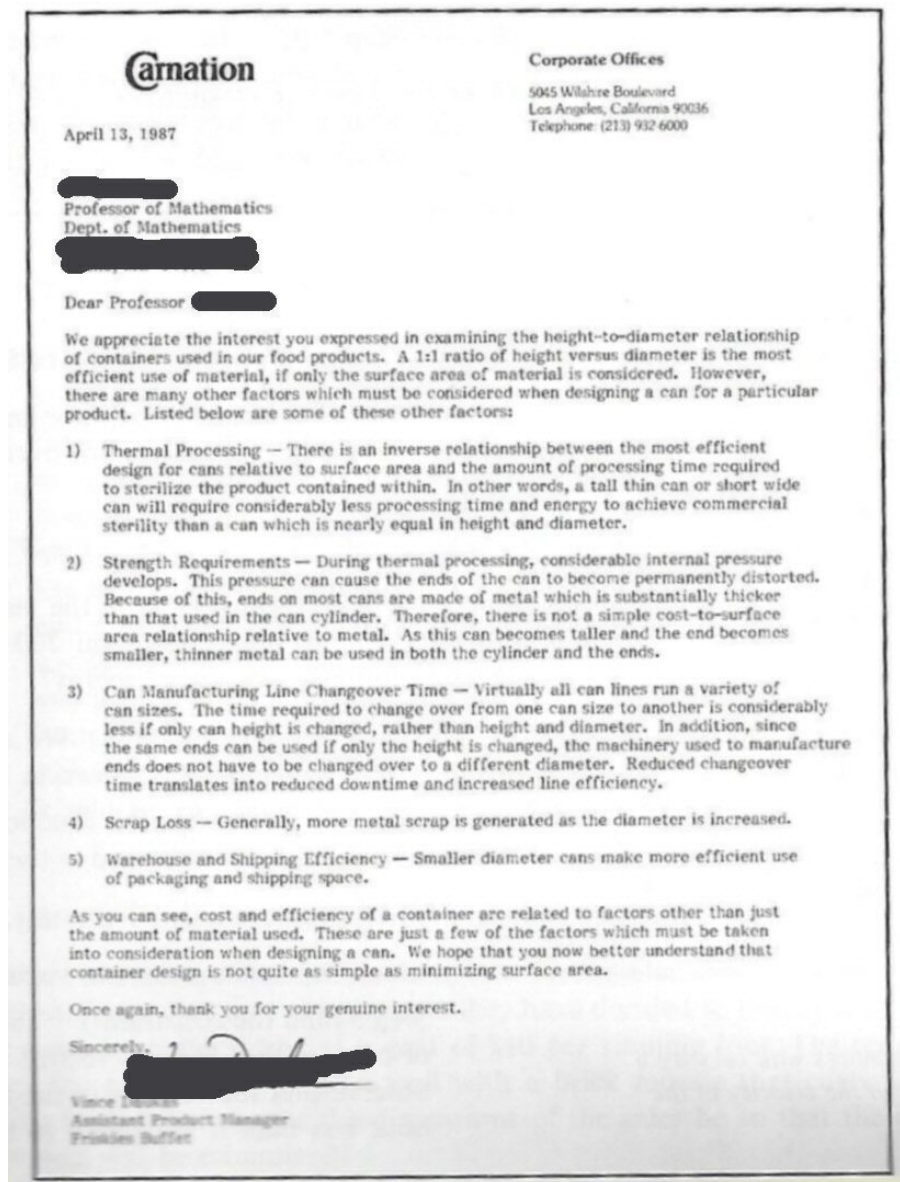 Carnation
Corporate Offices
5045 Wilshire Boulevard
Los Angeles, California 90036
Telephone: (213) 932-6000
April 13, 1987
Professor of Mathematics
Dept. of Mathematics
Dear Professor
We appreciate the interest you expressed in examining the height-to-diameter relationship
of containers used in our food products. A 1:1 ratio of height versus diameter is the most
efficient use of material, if only the surface area of material is considered. However,
there are many other factors which must be considered when designing a can for a particular
product. Listed below are some of these other factors:
1) Thermal Processing — There is an inverse relationship between the most efficient
design for cans relative to surface area and the amount of processing time required
to sterilize the product contained within. In other words, a tall thin can or short wide
can will require considerably less processing time and energy to achieve commercial
sterility than a can which is nearly equal in height and diameter.
2) Strength Requirements — During thermal processing, considerable internal pressure
develops. This pressure can cause the ends of the can to become permanently distorted.
Because of this, ends on most cans are made of metal which is substantially thicker
than that used in the can cylinder. Therefore, there is not a simple cost-to-surface
area relationship relative to metal. As this can becomes taller and the end becomes
smaller, thinner metal can be used in both the cylinder and the ends.
3) Can Manufacturing Line Changeover Time — Virtually all can lines run a variety of
can sizes. The time required to change over from one can size to another is considerably
less if only can height is changed, rather than height and diameter. In addition, since
the same ends can be used if only the height is changed, the machinery used to manufacture
ends does not have to be changed over to a different diameter. Reduced changeover
time translates into reduced downtime and increased line efficiency.
4) Scrap Loss — Generally, more metal scrap is generated as the diameter is increased.
5) Warehouse and Shipping Efficiency — Smaller diameter cans make more efficient use
of packaging and shipping space.
As you can see, cost and efficiency of a container are related to factors other than just
the amount of material used. These are just a few of the factors which must be taken
into consideration when designing a can. We hope that you now better understand that
container design is not quite as simple as minimizing surface area.
Once again, thank you for your genuine interest.
Sincerely,
Vince
Assistant Product Manager
Friskies Buffet